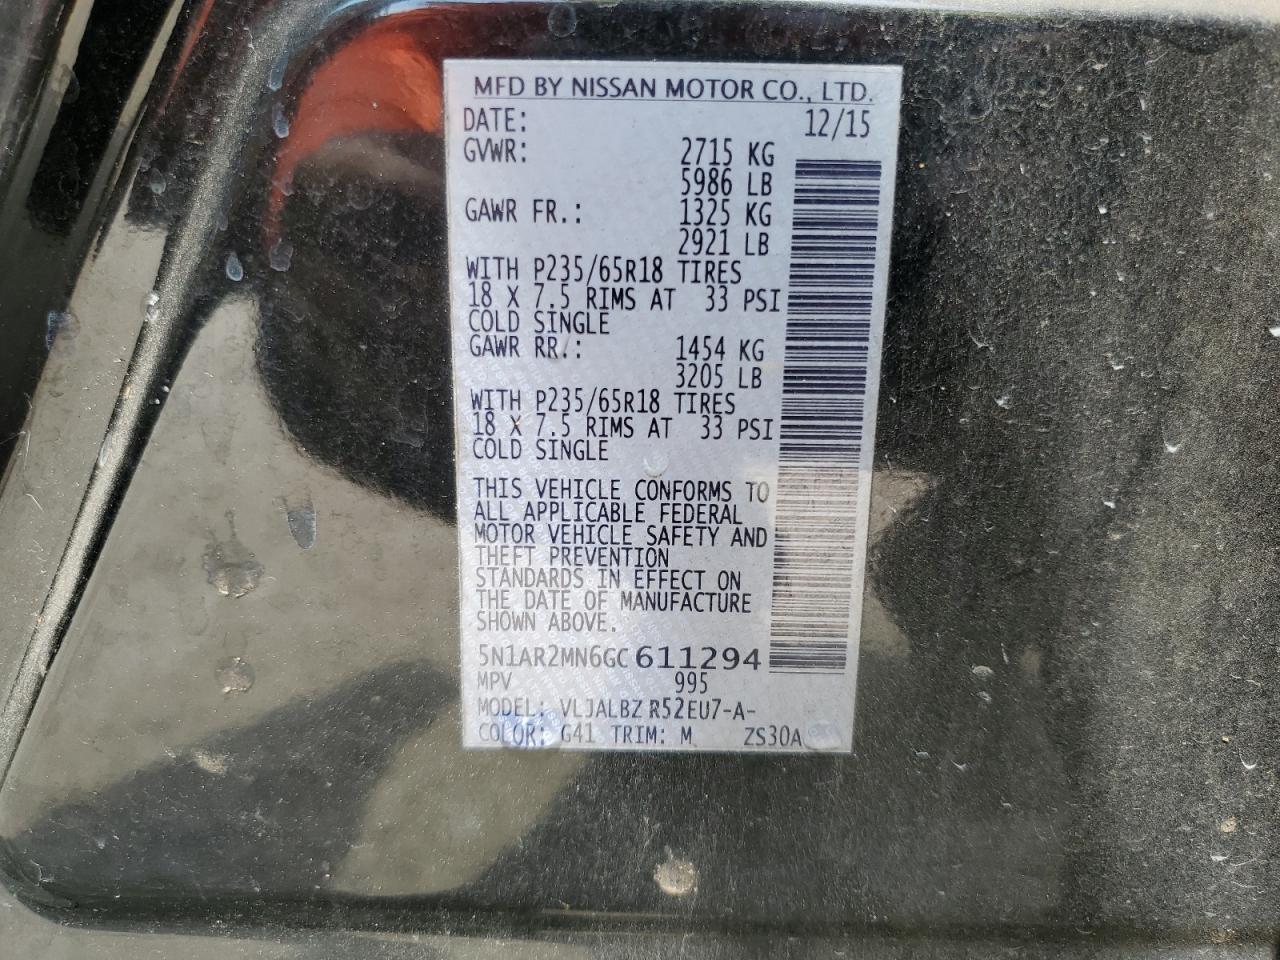 MFD BY NISSAN MOTOR CO., LTD.
DATE: 12/15
GVWR: 2715 KG
5986 LB
GAWR FR.: 1325 KG
2921 LB
WITH P235/65R18 TIRES
18 X 7.5 RIMS AT 33 PSI
COLD SINGLE
GAWR RR.: 1454 KG
3205 LB
WITH P235/65R18 TIRES
18 X 7.5 RIMS AT 33 PSI
COLD SINGLE
THIS VEHICLE CONFORMS TO
ALL APPLICABLE FEDERAL
MOTOR VEHICLE SAFETY AND
THEFT PREVENTION
STANDARDS IN EFFECT ON
THE DATE OF MANUFACTURE
SHOWN ABOVE.
5N1AR2MN6GC611294
MPV 995
MODEL: VLJALBZ R52EU7-A-
COLOR: G41 TRIM: M ZS30A